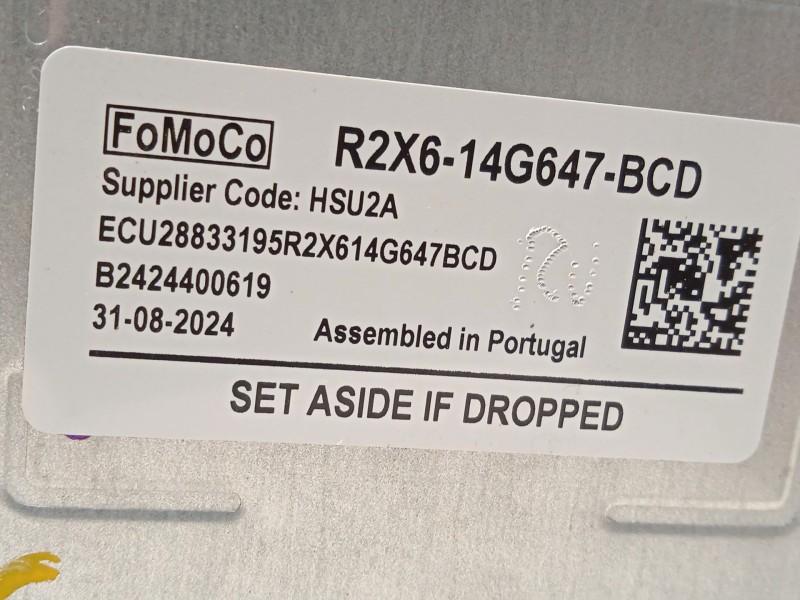 FoMoCo R2X6-14G647-BCD
Supplier Code: HSU2A
ECU28833195R2X614G647BCD
B2424400619
31-08-2024 Assembled in Portugal
SET ASIDE IF DROPPED